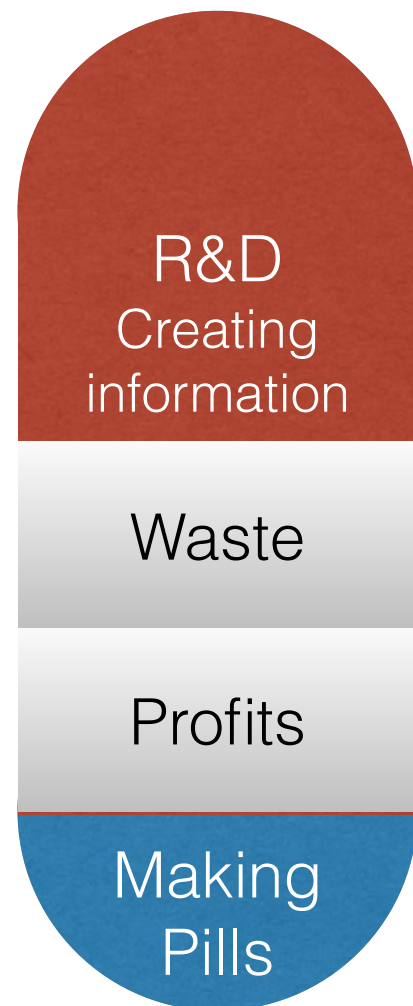 R&D
Creating
information
Waste
Profits
Making
Pills